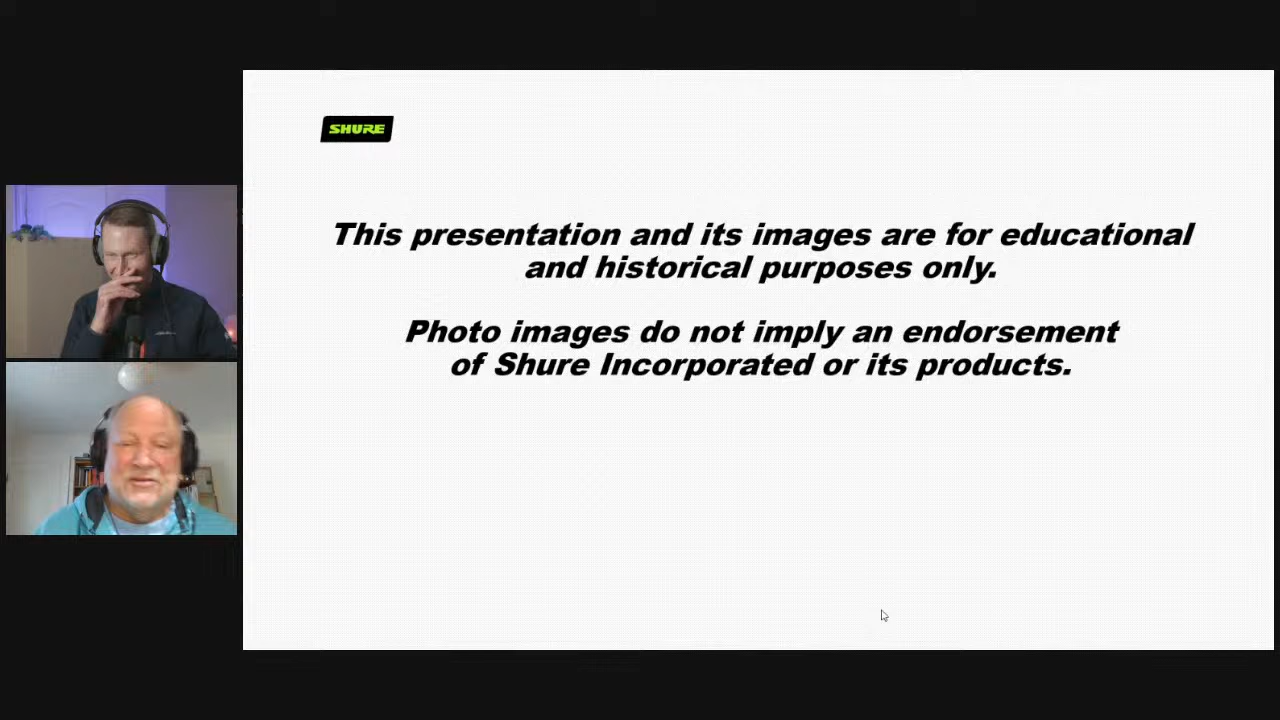 SHURE
This presentation and its images are for educational
and historical purposes only.
Photo images do not imply an endorsement
of Shure Incorporated or its products.